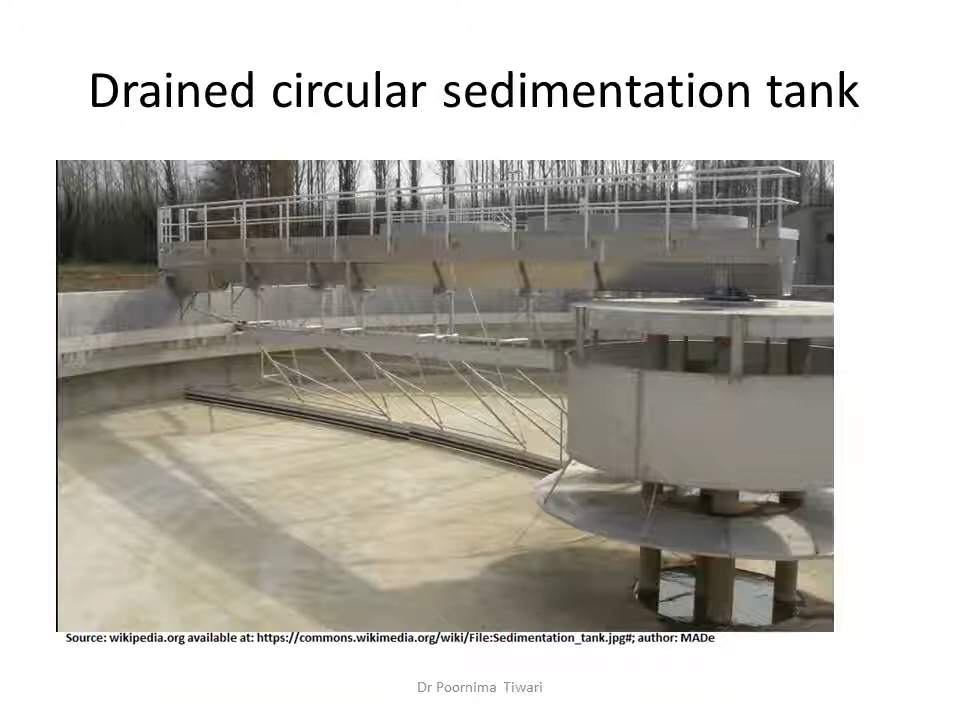 Drained circular sedimentation tank
Source: wikipedia.org available at: https://commons.wikimedia.org/wiki/File:Sedimentation_tank.jpg#; author: MADe
Dr Poornima Tiwari